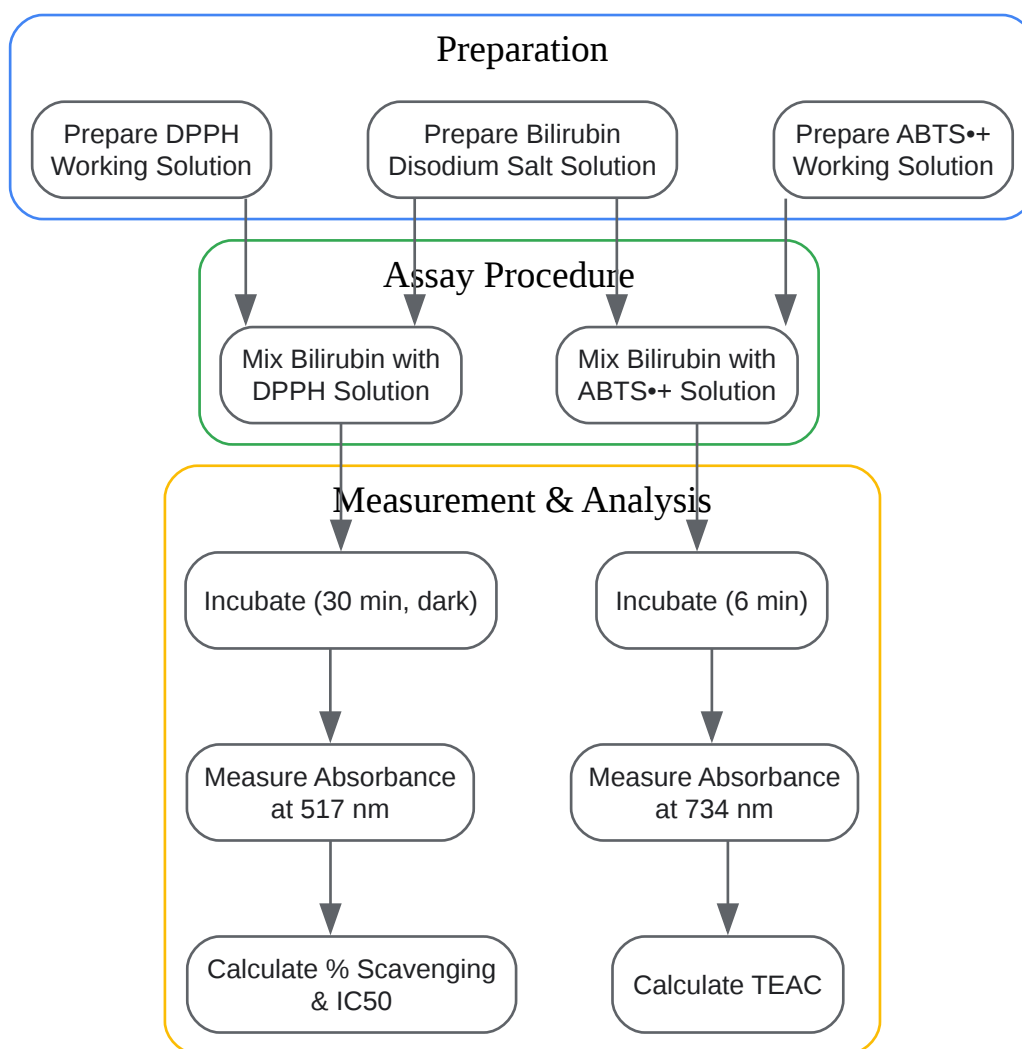 Preparation
Prepare DPPH
Working Solution
Prepare Bilirubin
Disodium Salt Solution
Prepare ABTS•+
Working Solution
Assay Procedure
Mix Bilirubin with
DPPH Solution
Mix Bilirubin with
ABTS•+ Solution
Measurement & Analysis
Incubate (30 min, dark)
Incubate (6 min)
Measure Absorbance
at 517 nm
Measure Absorbance
at 734 nm
Calculate % Scavenging
& IC50
Calculate TEAC